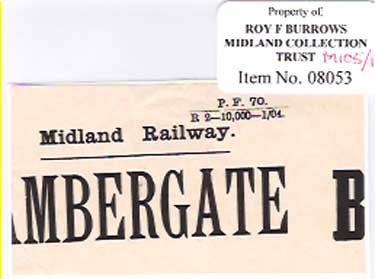 Property of:
ROY F BURROWS
MIDLAND COLLECTION
TRUST M105/1
Item No. 08053
P. F. 70.
R 2—10,000—1/04.
Midland Railway.
AMBERGATE B